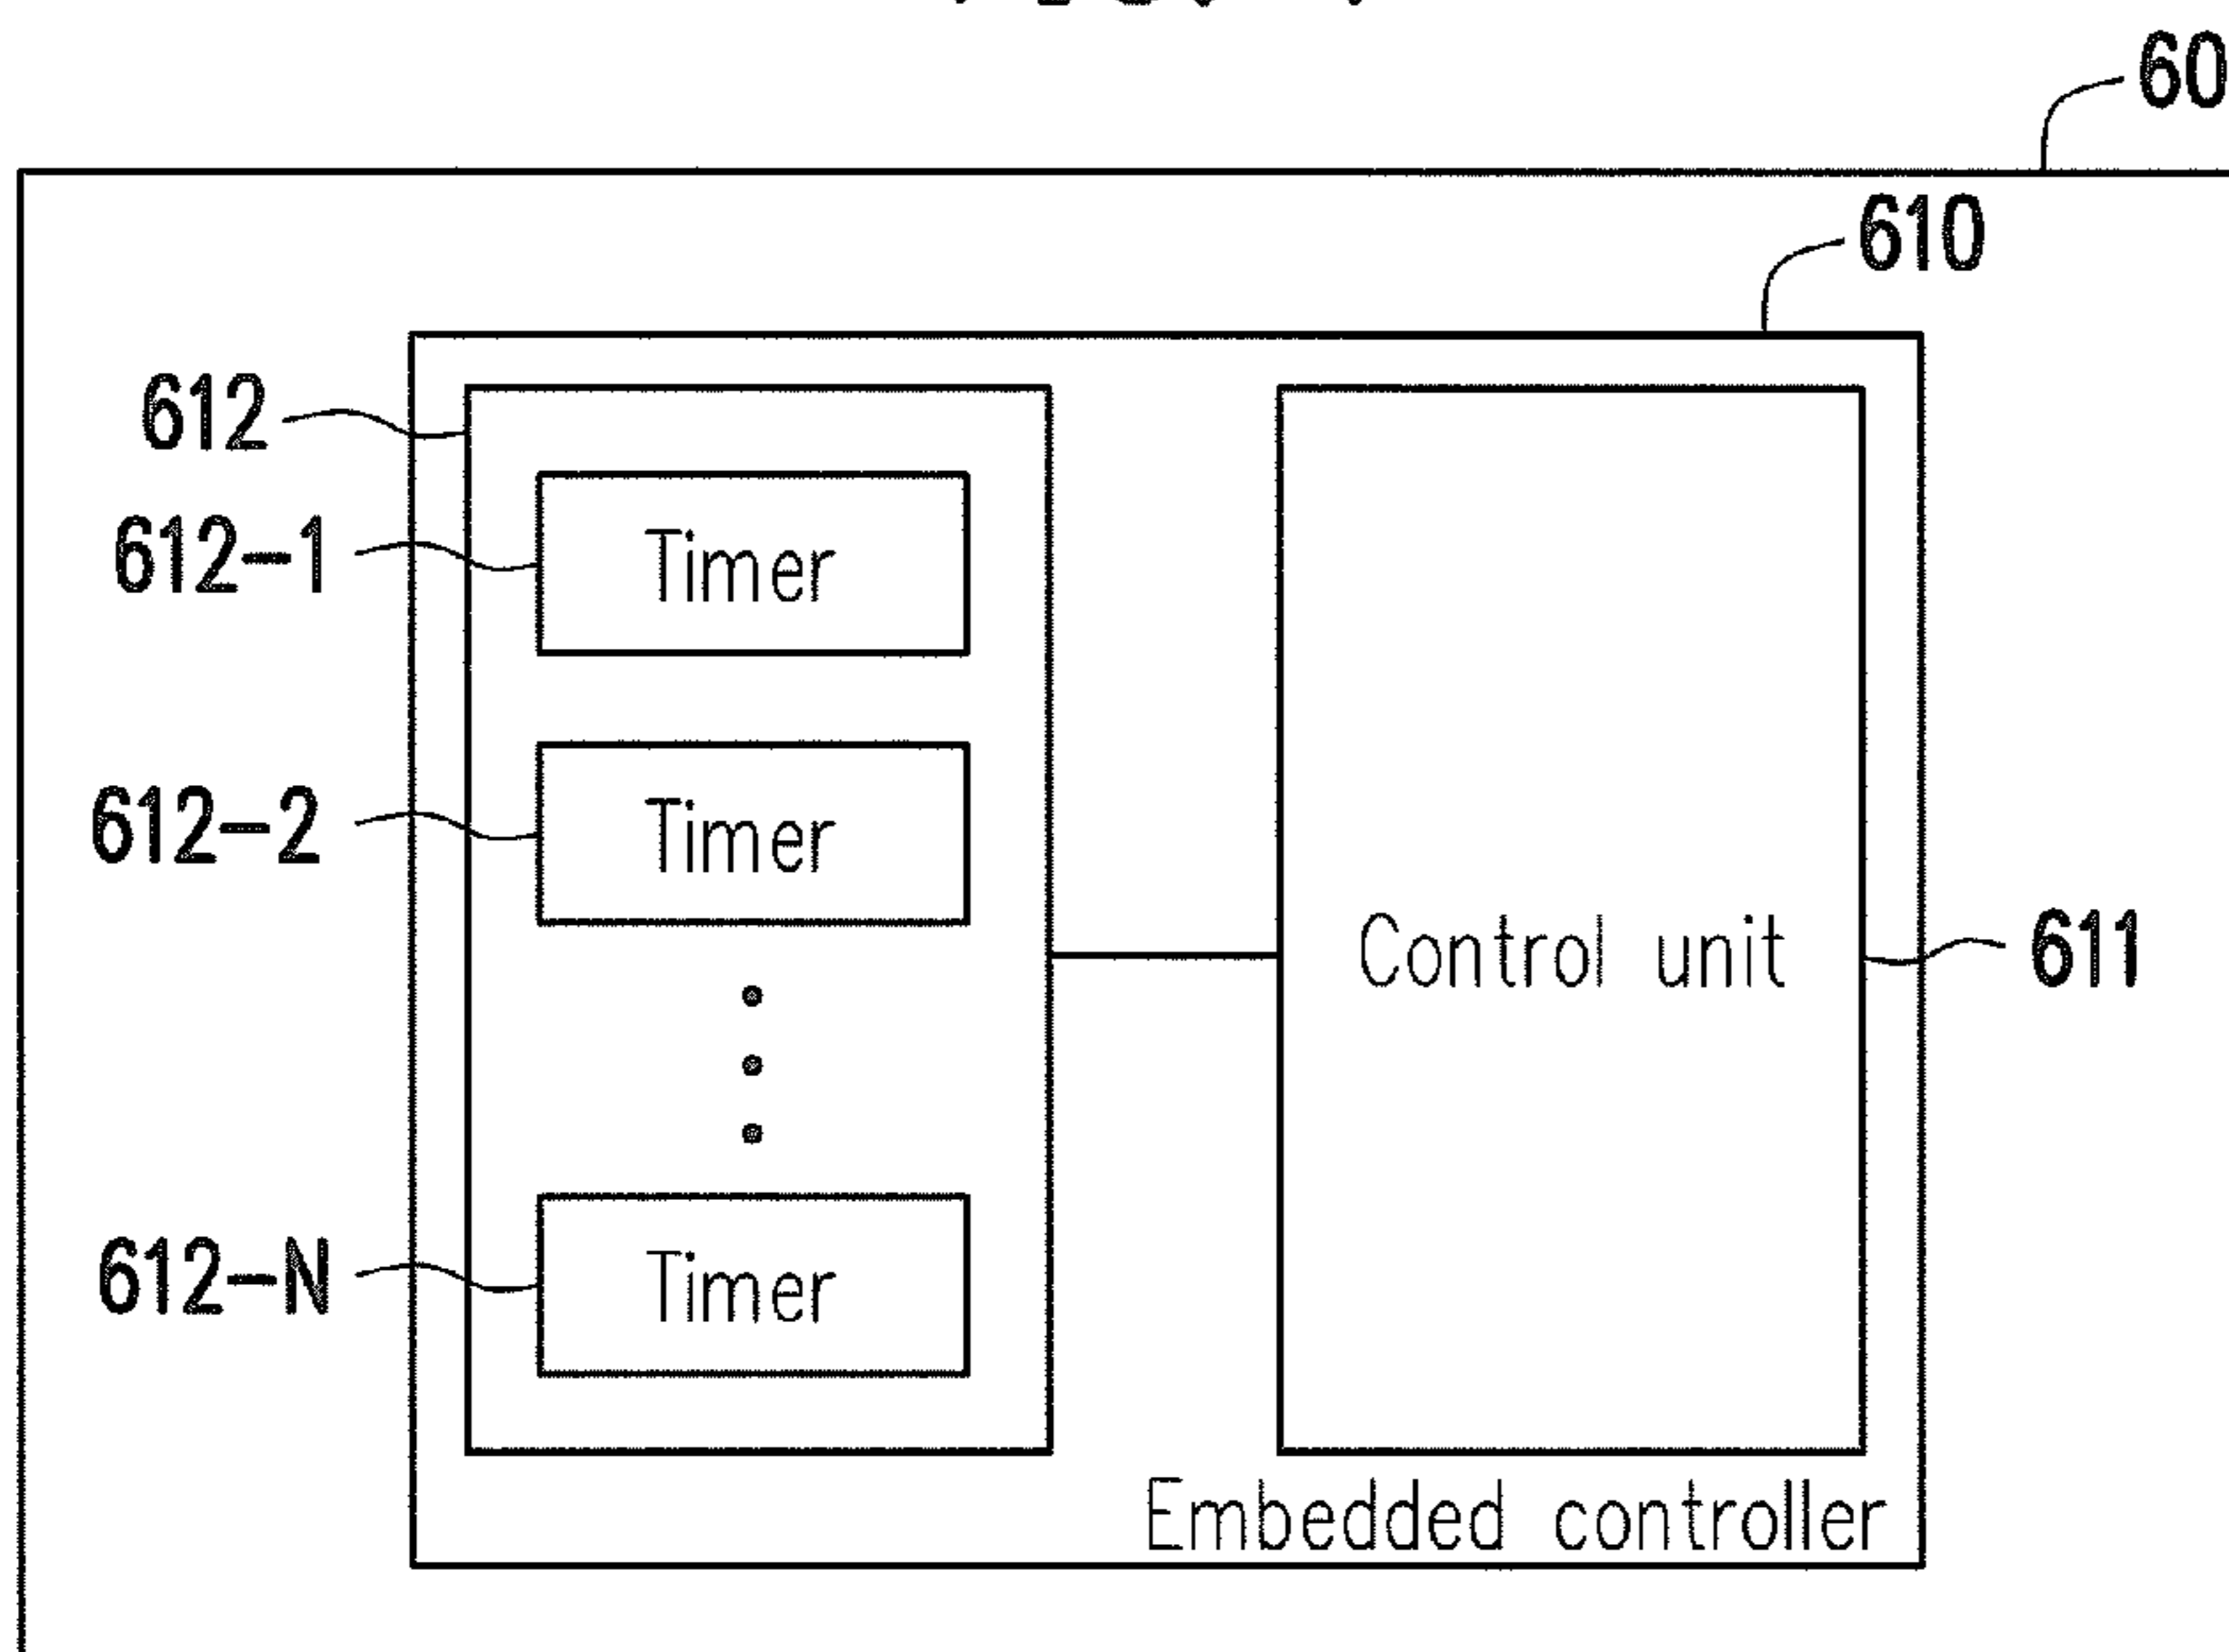 60
610
612
612-1
Timer
612-2
Timer
Control unit
611
612-N
Timer
Embedded controller